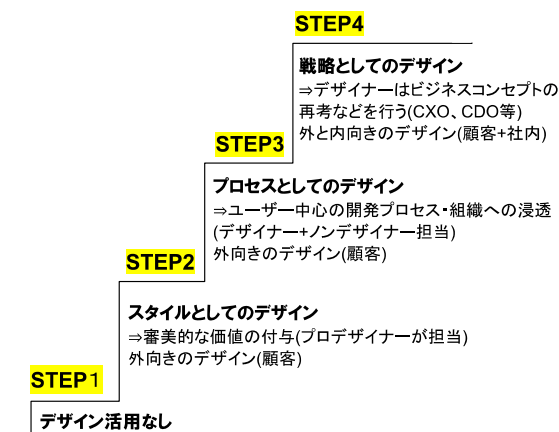 STEP4
戦略としてのデザイン
⇒デザイナーはビジネスコンセプトの
再考などを行う(CXO、CDO等)
外と内向きのデザイン(顧客+社内)
STEP3
プロセスとしてのデザイン
⇒ユーザー中心の開発プロセス・組織への浸透
(デザイナー+ノンデザイナー担当)
外向きのデザイン(顧客)
STEP2
スタイルとしてのデザイン
⇒審美的な価値の付与(プロデザイナーが担当)
外向きのデザイン(顧客)
STEP1
デザイン活用なし